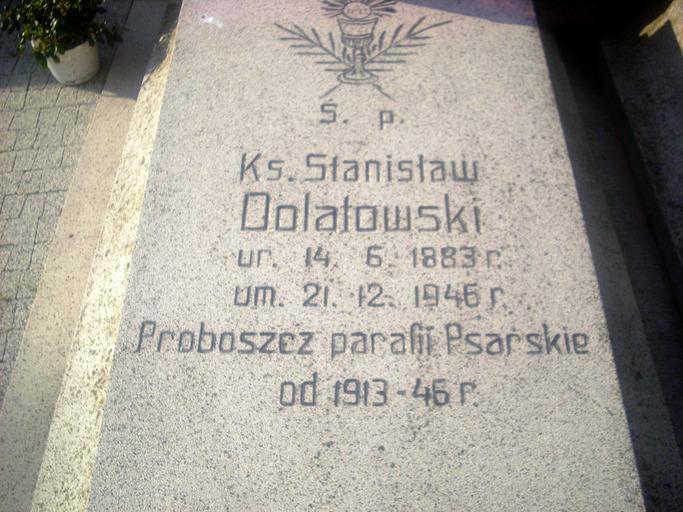 Ś. p.
Ks. Stanisław
Dolatowski
ur. 14. 6. 1883 r.
um. 21. 12. 1946 r.
Proboszcz parafii Psarskie
od 1913-46 r.